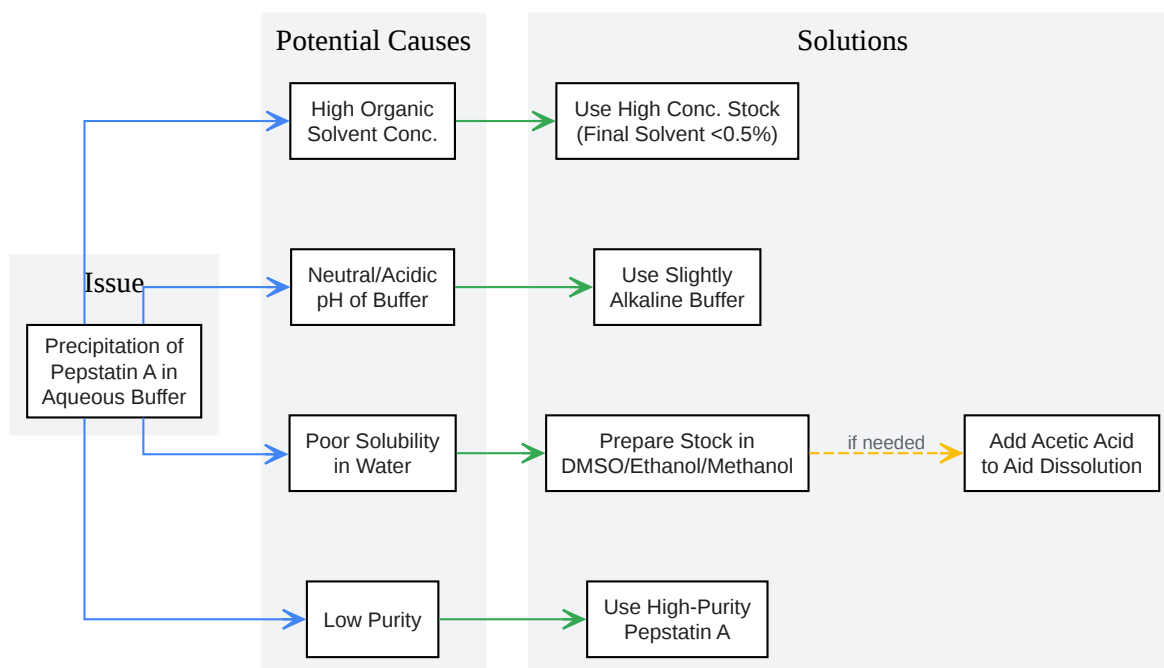 Potential Causes
Solutions
High Organic
Solvent Conc.
Use High Conc. Stock
(Final Solvent <0.5%)
Issue
Neutral/Acidic
pH of Buffer
Use Slightly
Alkaline Buffer
Precipitation of
Pepstatin A in
Aqueous Buffer
Poor Solubility
in Water
Prepare Stock in
DMSO/Ethanol/Methanol
if needed
Add Acetic Acid
to Aid Dissolution
Low Purity
Use High-Purity
Pepstatin A